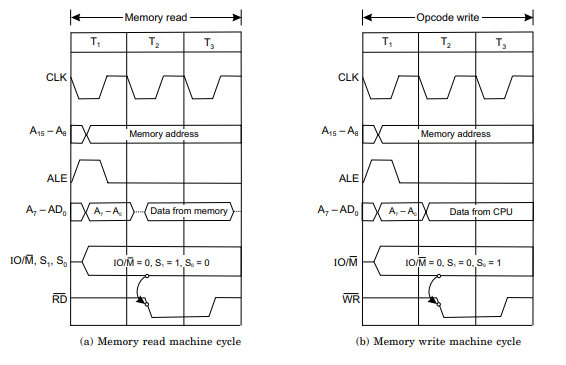 Memory read
T₁ T₂ T₃
CLK
A₁₅ – A₈
Memory address
ALE
A₇ – AD₀
A₇ – A₀
Data from memory
IO/M̅, S₁, S₀
IO/M̅ = 0, S₁ = 1, S₀ = 0
R̅D̅
(a) Memory read machine cycle
Opcode write
T₁ T₂ T₃
CLK
A₁₅ – A₈
Memory address
ALE
A₇ – AD₀
A₇ – A₀
Data from CPU
IO/M̅
IO/M̅ = 0, S₁ = 0, S₀ = 1
W̅R̅
(b) Memory write machine cycle